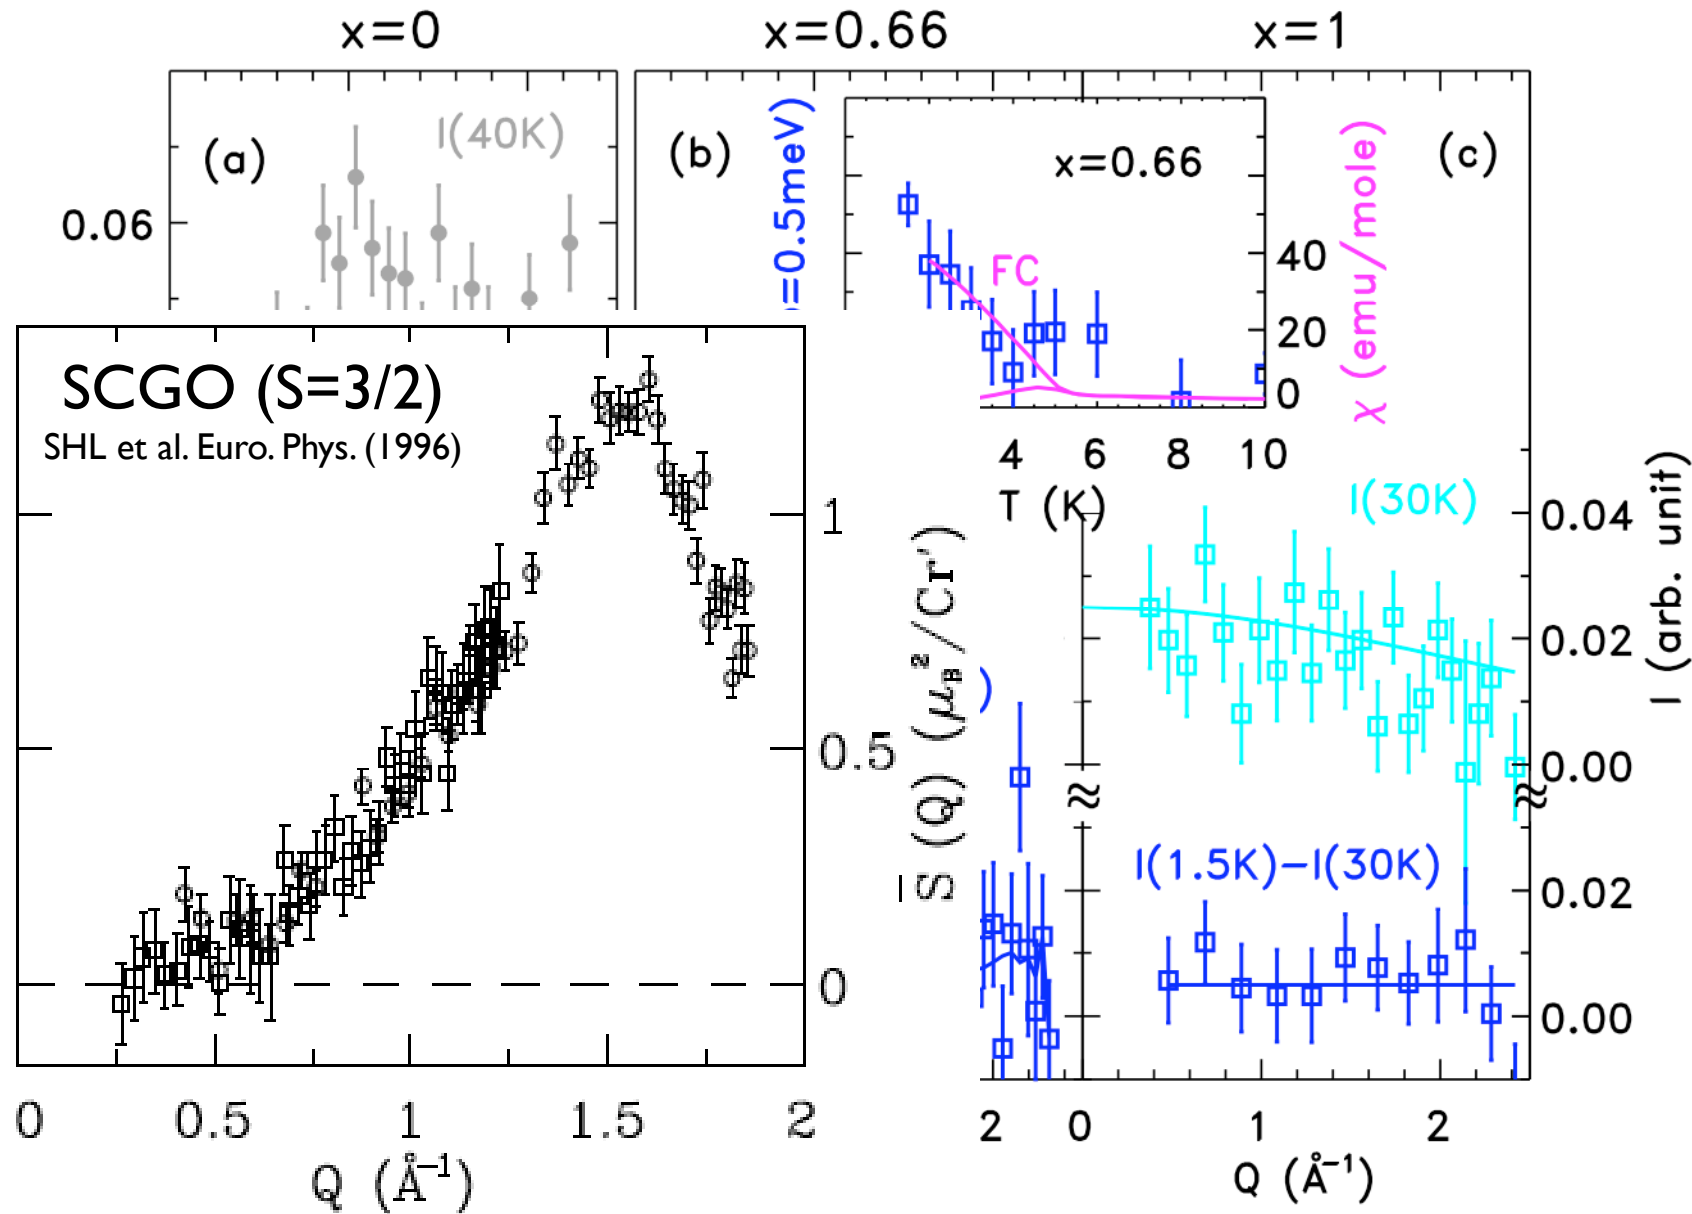 x=0
x=0.66
x=1
(a)
I(40K)
0.06
(b)
=0.5meV)
x=0.66
FC
40
20
0
χ (emu/mole)
4
6
8
10
T (K)
(c)
SCGO (S=3/2)
SHL et al. Euro. Phys. (1996)
1
0.5
0
S̅ (Q) (μ_B²/Cr
0
0.5
1
1.5
2
Q (Å⁻¹)
)
I(30K)
0.04
0.02
0.00
I (arb. unit)
≈
≈
I(1.5K)−I(30K)
0.02
0.00
2
0
1
2
Q (Å⁻¹)